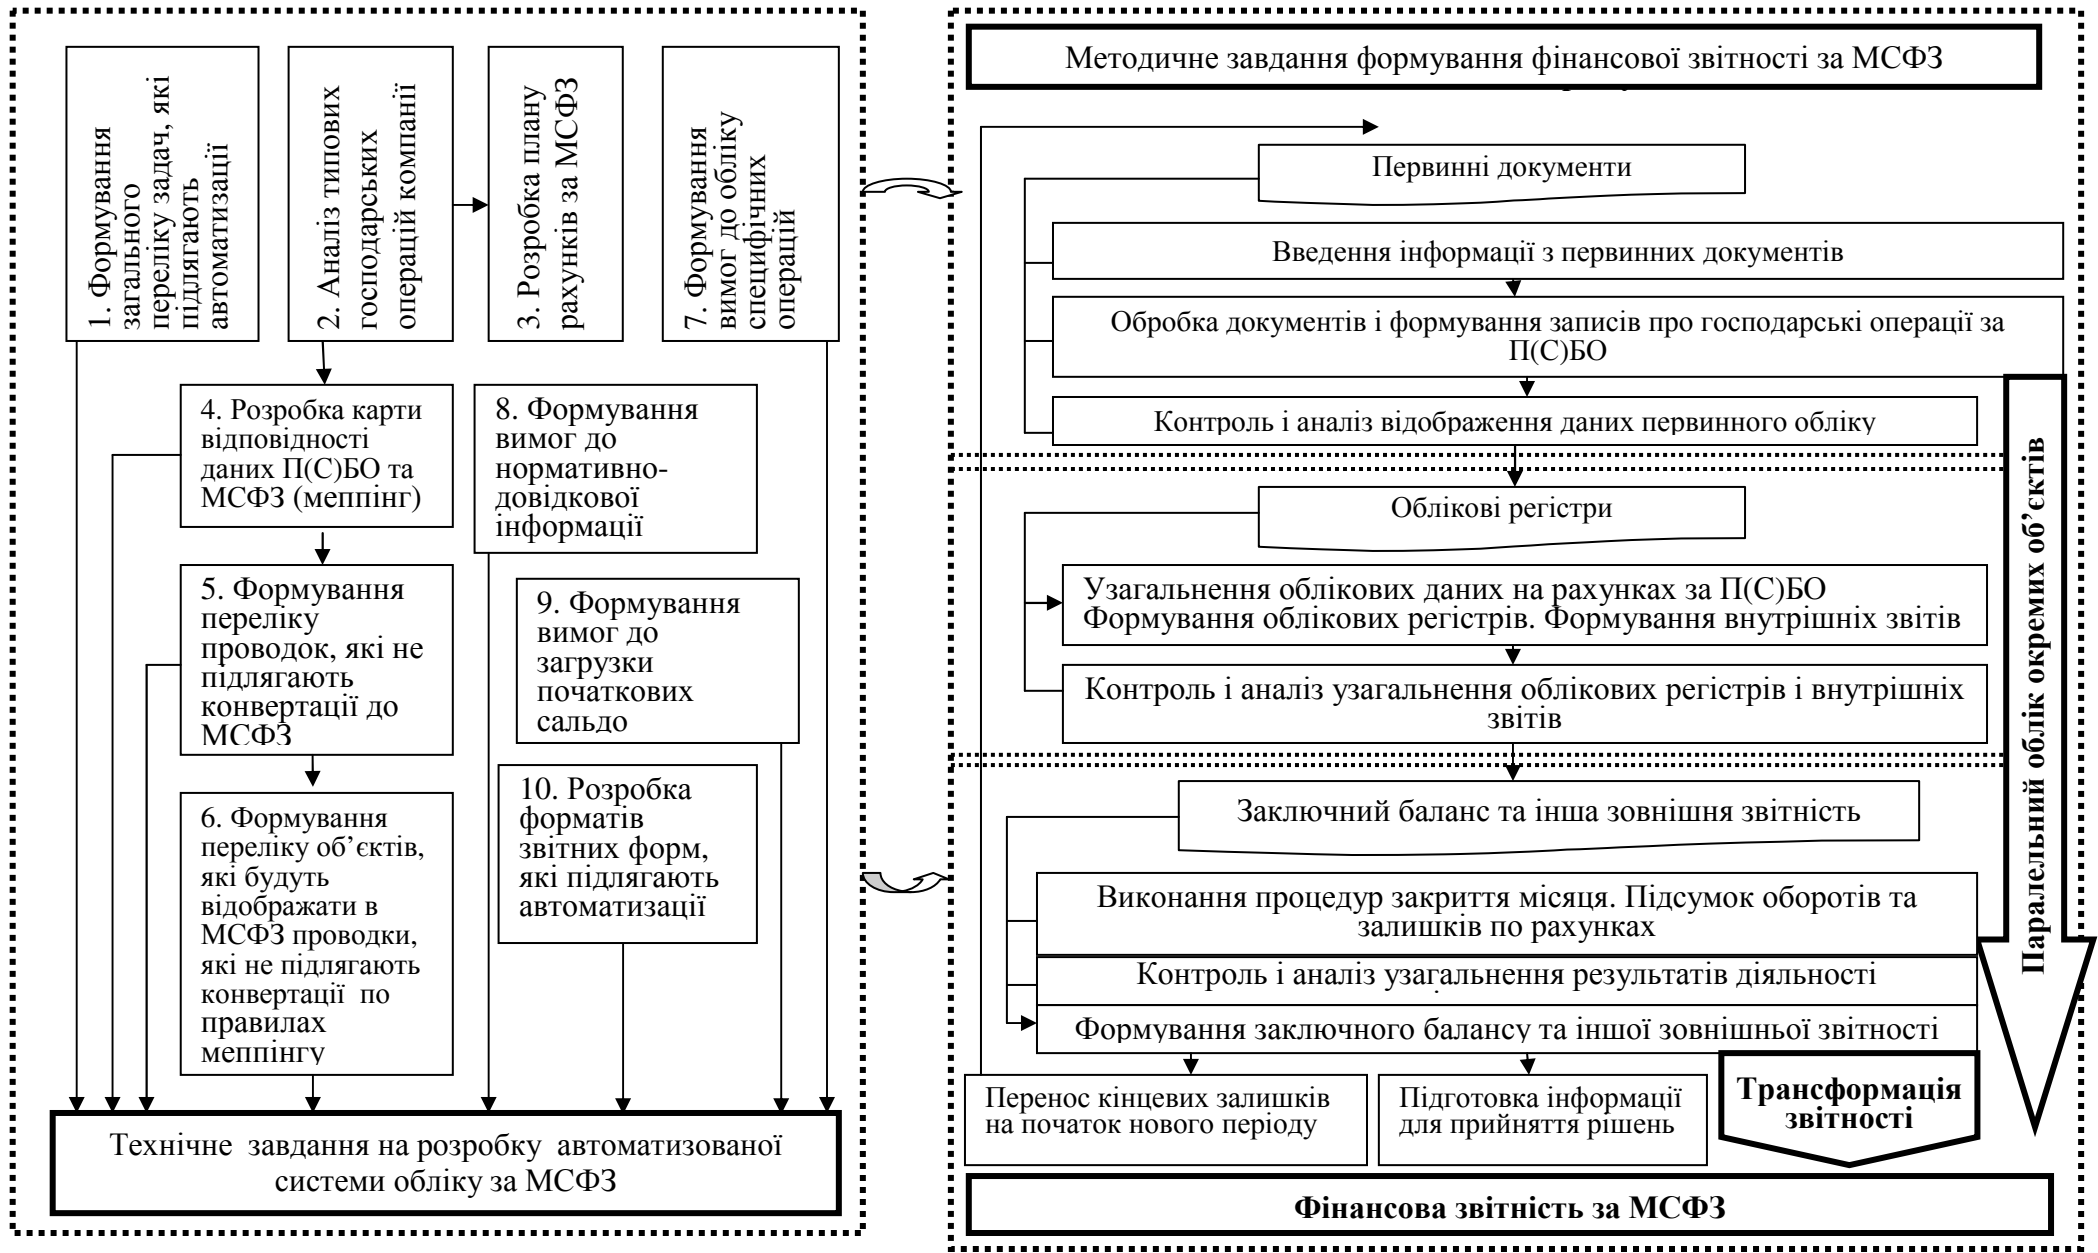 1. Формування
загального
переліку задач, які
підлягають
автоматизації
2. Аналіз типових
господарських
операцій компанії
3. Розробка плану
рахунків за МСФЗ
7. Формування
вимог до обліку
специфічних
операцій
4. Розробка карти
відповідності
даних П(С)БО та
МСФЗ (меппінг)
5. Формування
переліку
проводок, які не
підлягають
конвертації до
МСФЗ
6. Формування
переліку об’єктів,
які будуть
відображати в
МСФЗ проводки,
які не підлягають
конвертації по
правилах
меппінгу
8. Формування
вимог до
нормативно-
довідкової
інформації
9. Формування
вимог до
загрузки
початкових
сальдо
10. Розробка
форматів
звітних форм,
які підлягають
автоматизації
Технічне завдання на розробку автоматизованої
системи обліку за МСФЗ
Методичне завдання формування фінансової звітності за МСФЗ
Первинні документи
Введення інформації з первинних документів
Обробка документів і формування записів про господарські операції за
П(С)БО
Контроль і аналіз відображення даних первинного обліку
Облікові регістри
Узагальнення облікових даних на рахунках за П(С)БО
Формування облікових регістрів. Формування внутрішніх звітів
Контроль і аналіз узагальнення облікових регістрів і внутрішніх
звітів
Заключний баланс та інша зовнішня звітність
Виконання процедур закриття місяця. Підсумок оборотів та
залишків по рахунках
Контроль і аналіз узагальнення результатів діяльності
Формування заключного балансу та іншої зовнішньої звітності
Перенос кінцевих залишків
на початок нового періоду
Підготовка інформації
для прийняття рішень
Трансформація
звітності
Паралельний облік окремих об’єктів
Фінансова звітність за МСФЗ